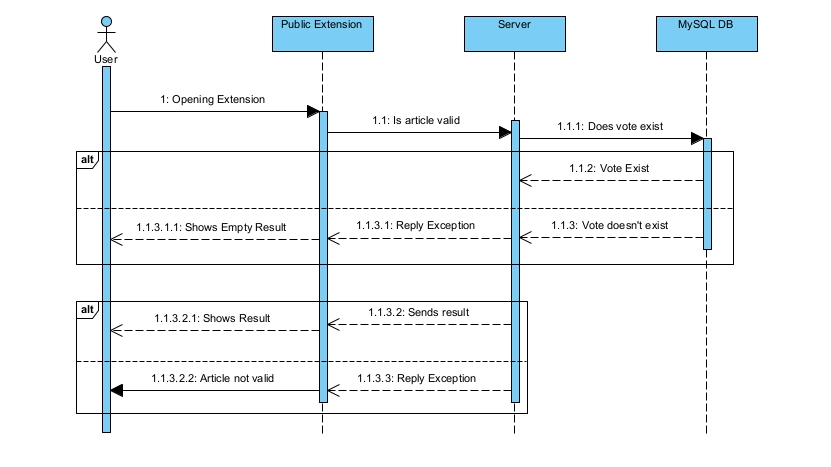 Public Extension
Server
MySQL DB
User
1: Opening Extension
1.1: Is article valid
1.1.1: Does vote exist
alt
1.1.2: Vote Exist
1.1.3.1.1: Shows Empty Result
1.1.3.1: Reply Exception
1.1.3: Vote doesn't exist
alt
1.1.3.2.1: Shows Result
1.1.3.2: Sends result
1.1.3.2.2: Article not valid
1.1.3.3: Reply Exception